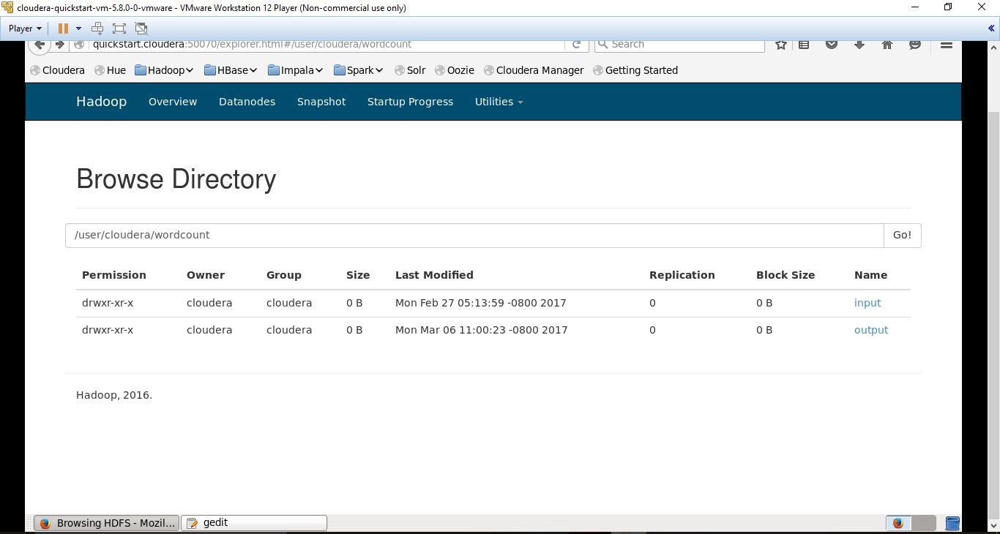 cloudera-quickstart-vm-5.8.0-0-vmware - VMware Workstation 12 Player (Non-commercial use only)
Player
quickstart.cloudera:50070/explorer.html#/user/cloudera/wordcount Search
Cloudera Hue Hadoop HBase Impala Spark Solr Oozie Cloudera Manager Getting Started
Hadoop Overview Datanodes Snapshot Startup Progress Utilities
Browse Directory
/user/cloudera/wordcount Go!
Permission Owner Group Size Last Modified Replication Block Size Name
drwxr-xr-x cloudera cloudera 0 B Mon Feb 27 05:13:59 -0800 2017 0 0 B input
drwxr-xr-x cloudera cloudera 0 B Mon Mar 06 11:00:23 -0800 2017 0 0 B output
Hadoop, 2016.
Browsing HDFS - Mozil... gedit